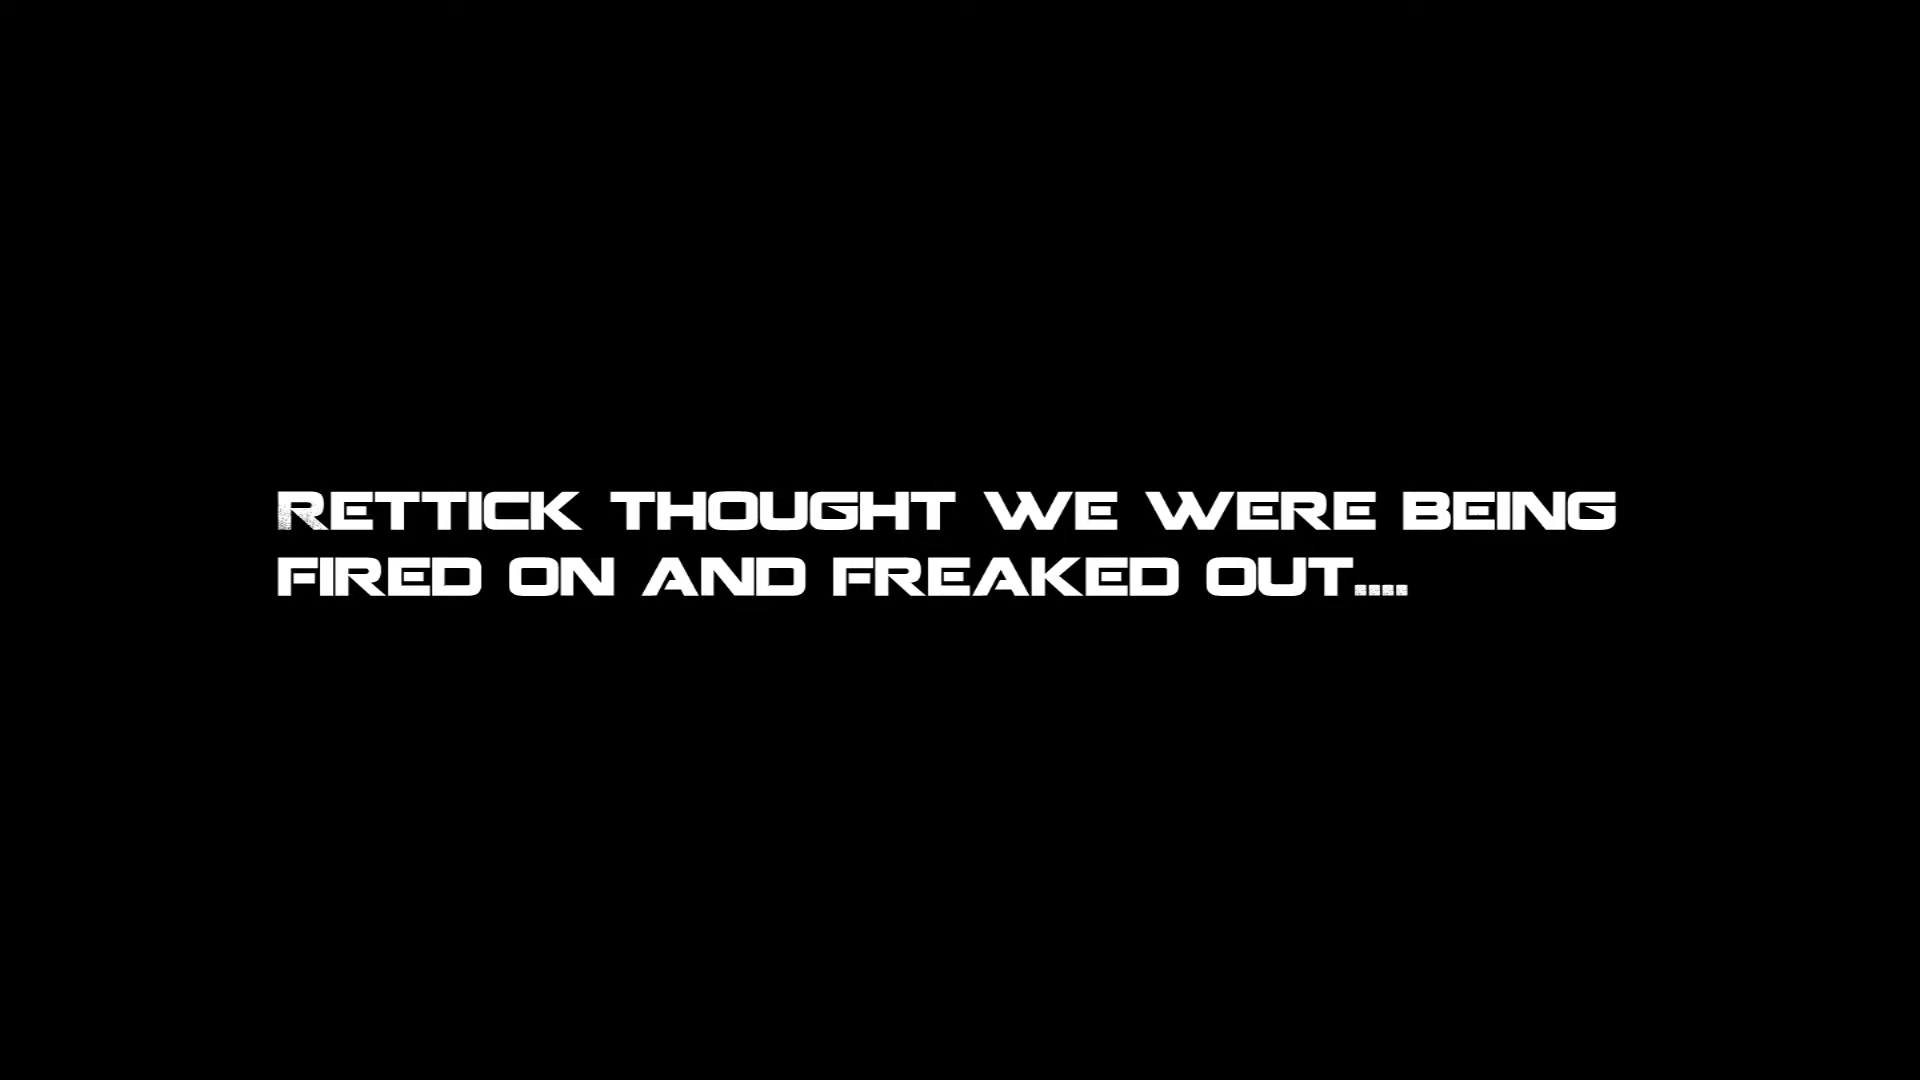 RETTICK THOUGHT WE WERE BEING
FIRED ON AND FREAKED OUT....